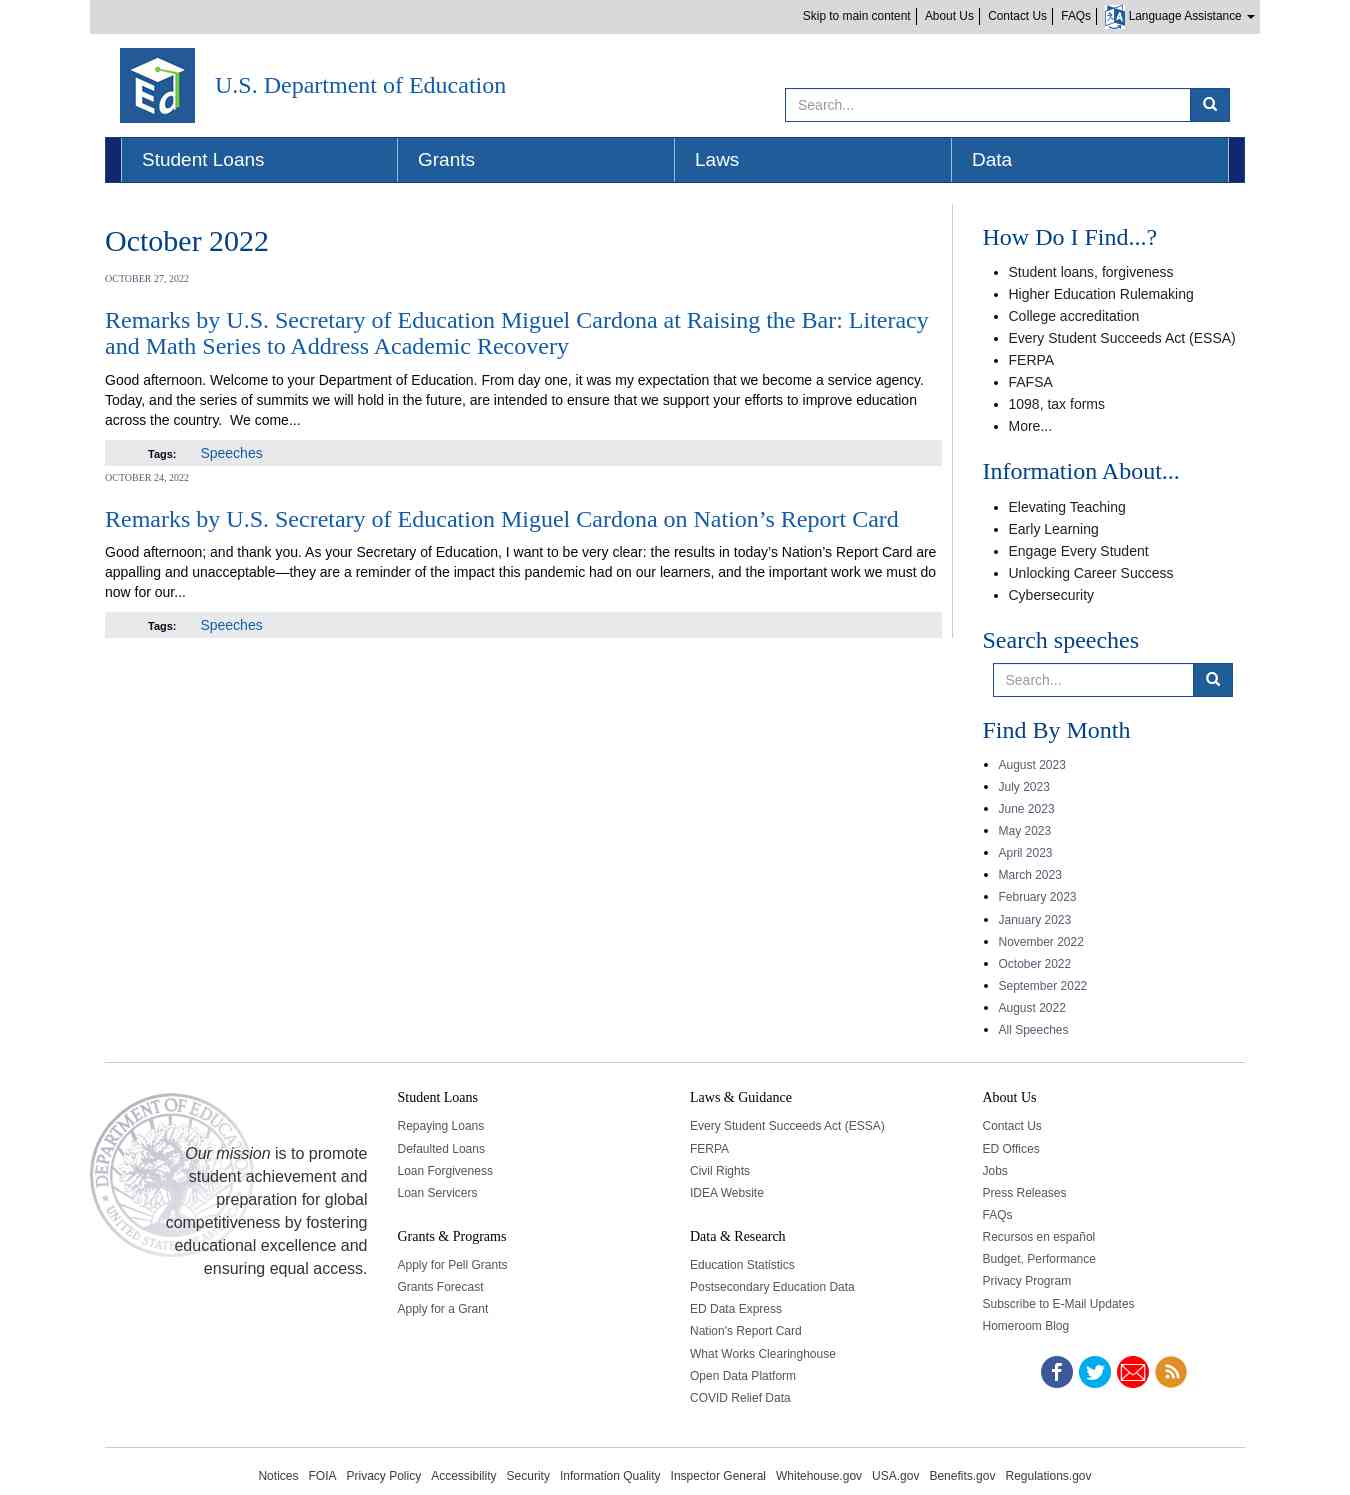 Skip to main content About Us Contact Us FAQs Language Assistance
Ed
U.S. Department of Education
Search...
Student Loans Grants Laws Data
October 2022
OCTOBER 27, 2022
Remarks by U.S. Secretary of Education Miguel Cardona at Raising the Bar: Literacy
and Math Series to Address Academic Recovery
Good afternoon. Welcome to your Department of Education. From day one, it was my expectation that we become a service agency.
Today, and the series of summits we will hold in the future, are intended to ensure that we support your efforts to improve education
across the country.  We come...
Tags: Speeches
OCTOBER 24, 2022
Remarks by U.S. Secretary of Education Miguel Cardona on Nation’s Report Card
Good afternoon; and thank you. As your Secretary of Education, I want to be very clear: the results in today’s Nation’s Report Card are
appalling and unacceptable—they are a reminder of the impact this pandemic had on our learners, and the important work we must do
now for our...
Tags: Speeches
How Do I Find...?
Student loans, forgiveness
Higher Education Rulemaking
College accreditation
Every Student Succeeds Act (ESSA)
FERPA
FAFSA
1098, tax forms
More...
Information About...
Elevating Teaching
Early Learning
Engage Every Student
Unlocking Career Success
Cybersecurity
Search speeches
Search...
Find By Month
August 2023
July 2023
June 2023
May 2023
April 2023
March 2023
February 2023
January 2023
November 2022
October 2022
September 2022
August 2022
All Speeches
Our mission is to promote
student achievement and
preparation for global
competitiveness by fostering
educational excellence and
ensuring equal access.
Student Loans
Repaying Loans
Defaulted Loans
Loan Forgiveness
Loan Servicers
Grants & Programs
Apply for Pell Grants
Grants Forecast
Apply for a Grant
Laws & Guidance
Every Student Succeeds Act (ESSA)
FERPA
Civil Rights
IDEA Website
Data & Research
Education Statistics
Postsecondary Education Data
ED Data Express
Nation's Report Card
What Works Clearinghouse
Open Data Platform
COVID Relief Data
About Us
Contact Us
ED Offices
Jobs
Press Releases
FAQs
Recursos en español
Budget, Performance
Privacy Program
Subscribe to E-Mail Updates
Homeroom Blog
Notices FOIA Privacy Policy Accessibility Security Information Quality Inspector General Whitehouse.gov USA.gov Benefits.gov Regulations.gov